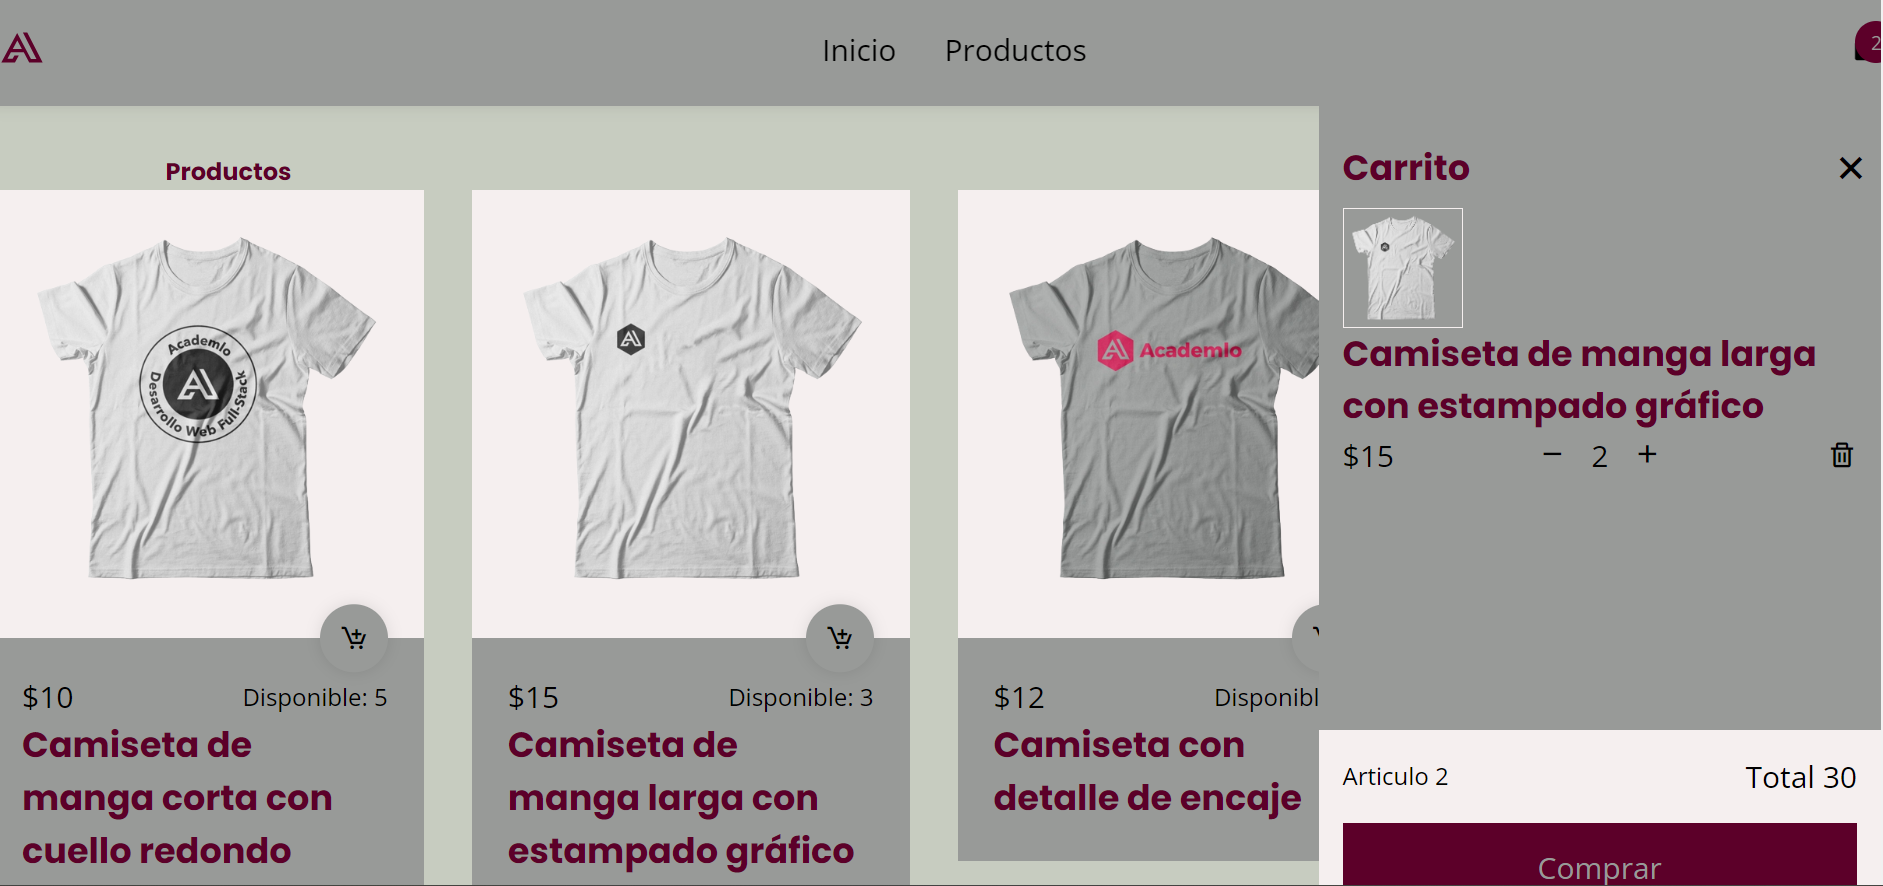 Inicio Productos
2
Productos
Academlo
Desarrollo Web Full-Stack
Academlo
$10 Disponible: 5
Camiseta de
manga corta con
cuello redondo
$15 Disponible: 3
Camiseta de
manga larga con
estampado gráfico
$12 Disponibl
Camiseta con
detalle de encaje
Carrito
Camiseta de manga larga
con estampado gráfico
$15 − 2 +
Articulo 2 Total 30
Comprar